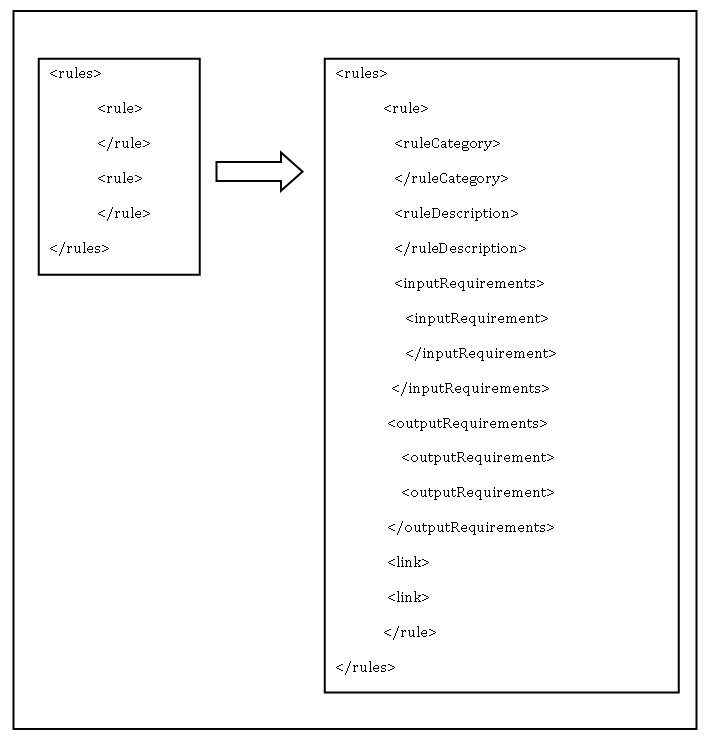 <rules>
<rule>
</rule>
<rule>
</rule>
</rules>
<rules>
<rule>
<ruleCategory>
</ruleCategory>
<ruleDescription>
</ruleDescription>
<inputRequirements>
<inputRequirement>
</inputRequirement>
</inputRequirements>
<outputRequirements>
<outputRequirement>
<outputRequirement>
</outputRequirements>
<link>
<link>
</rule>
</rules>